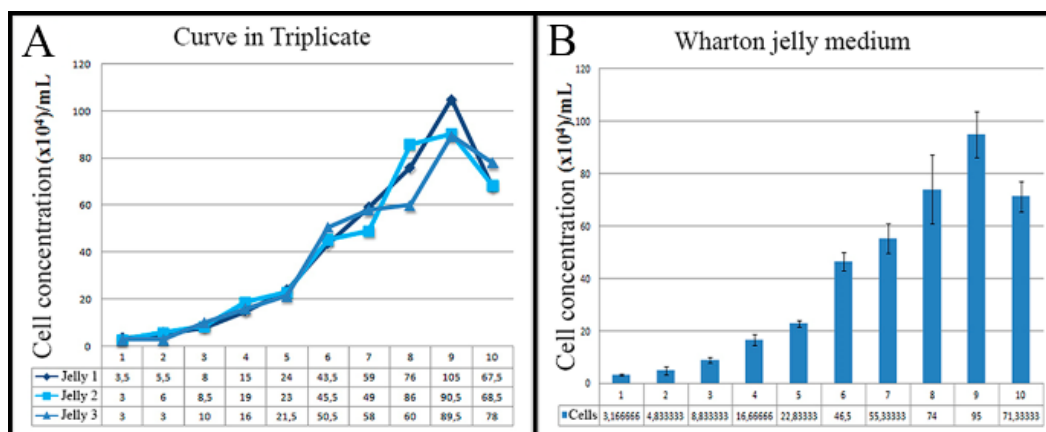 A
Curve in Triplicate
Cell concentration (x10⁴)/mL
120
100
80
60
40
20
0
1 2 3 4 5 6 7 8 9 10
Jelly 1 3,5 5,5 8 15 24 43,5 59 76 105 67,5
Jelly 2 3 6 8,5 19 23 45,5 49 86 90,5 68,5
Jelly 3 3 3 10 16 21,5 50,5 58 60 89,5 78
B
Wharton jelly medium
Cell concentration (x10⁴)/mL
120
100
80
60
40
20
0
1 2 3 4 5 6 7 8 9 10
Cells 3,166666 4,833333 8,833333 16,66666 22,83333 46,5 55,33333 74 95 71,33333